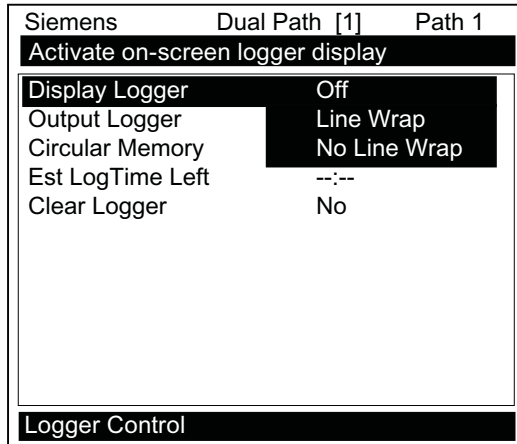 Siemens Dual Path [1] Path 1
Activate on-screen logger display
Display Logger Off
Output Logger Line Wrap
Circular Memory No Line Wrap
Est LogTime Left --:--
Clear Logger No
Logger Control